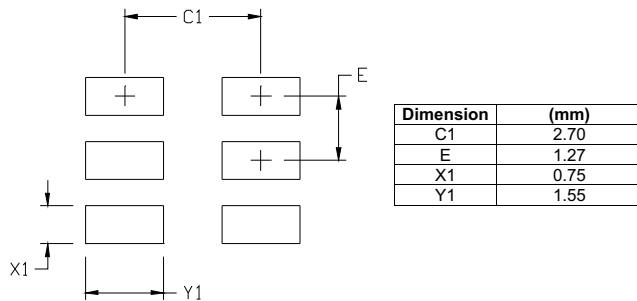 C1
E
X1
Y1
Dimension (mm)
C1 2.70
E 1.27
X1 0.75
Y1 1.55